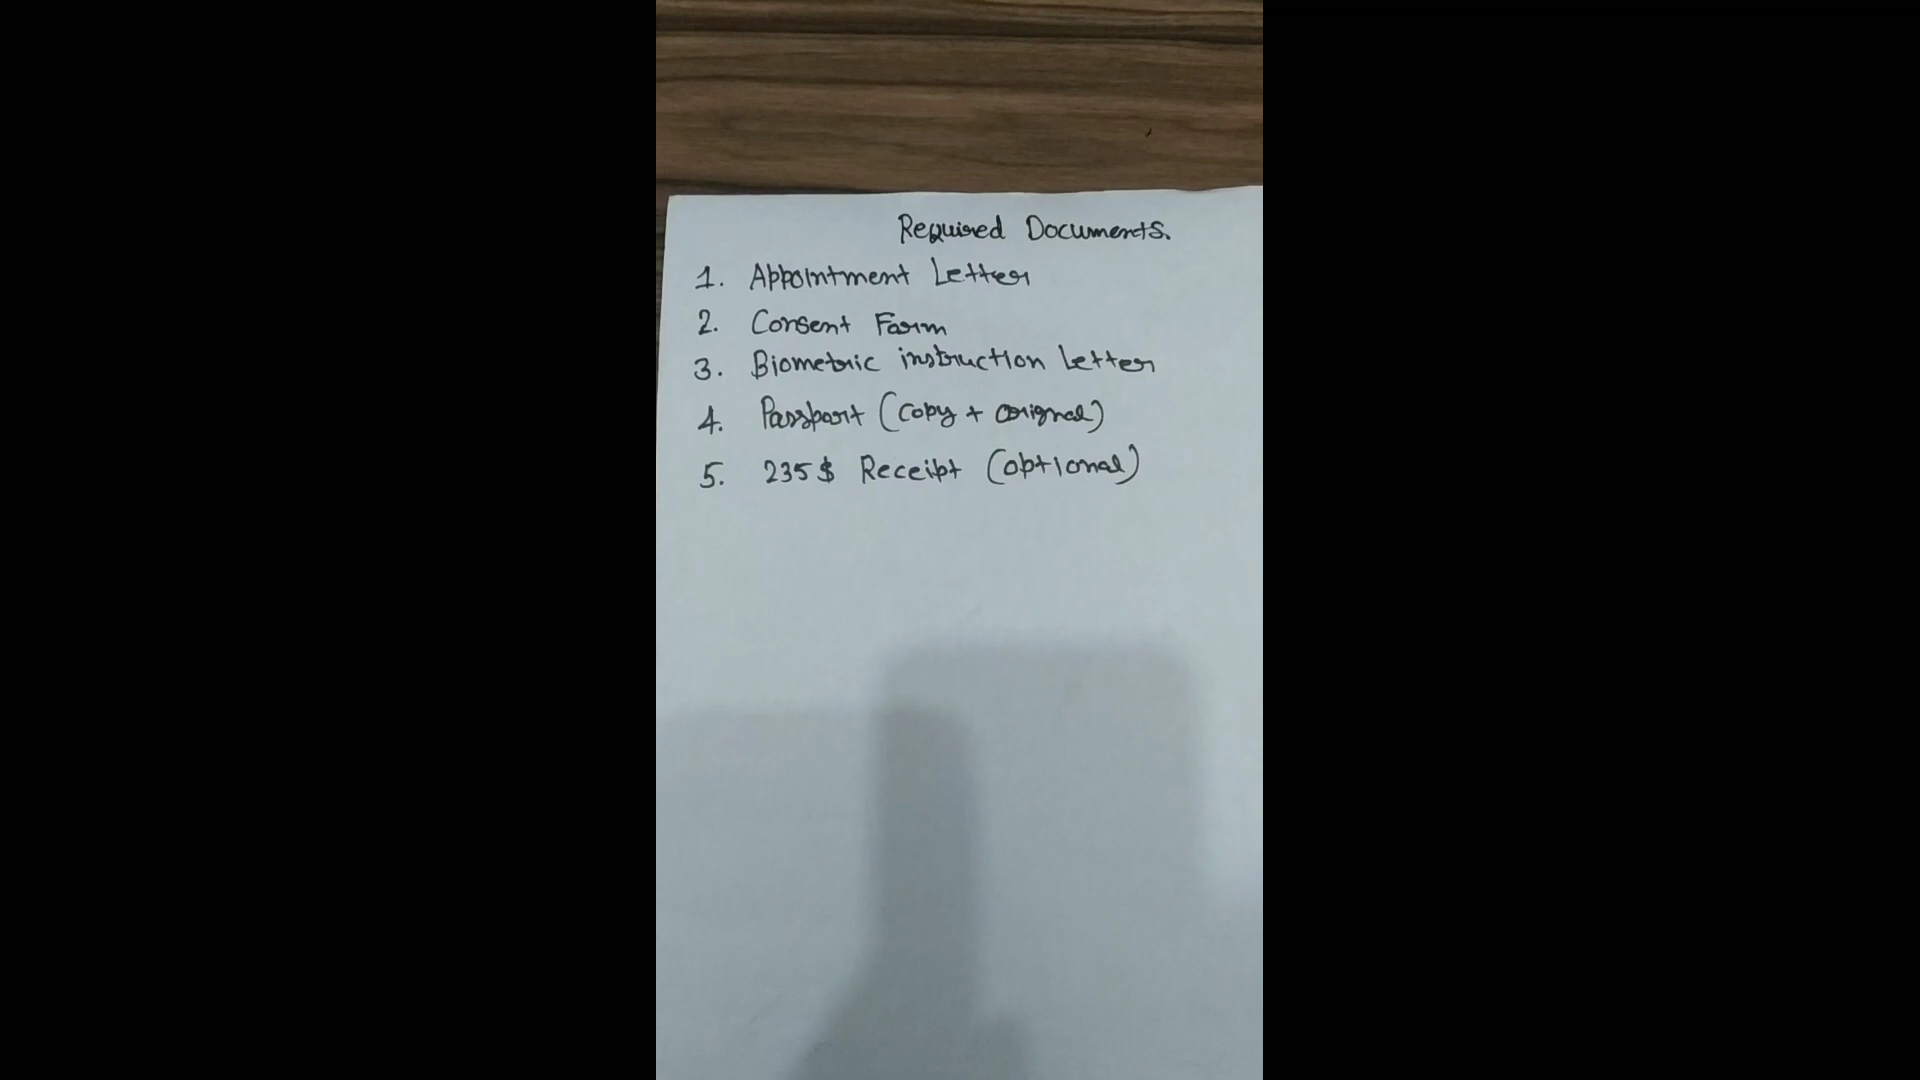 Required Documents.
1. Appointment Letter
2. Consent Form
3. Biometric instruction Letter
4. Passport (copy + orignal)
5. 235$ Receipt (optional)